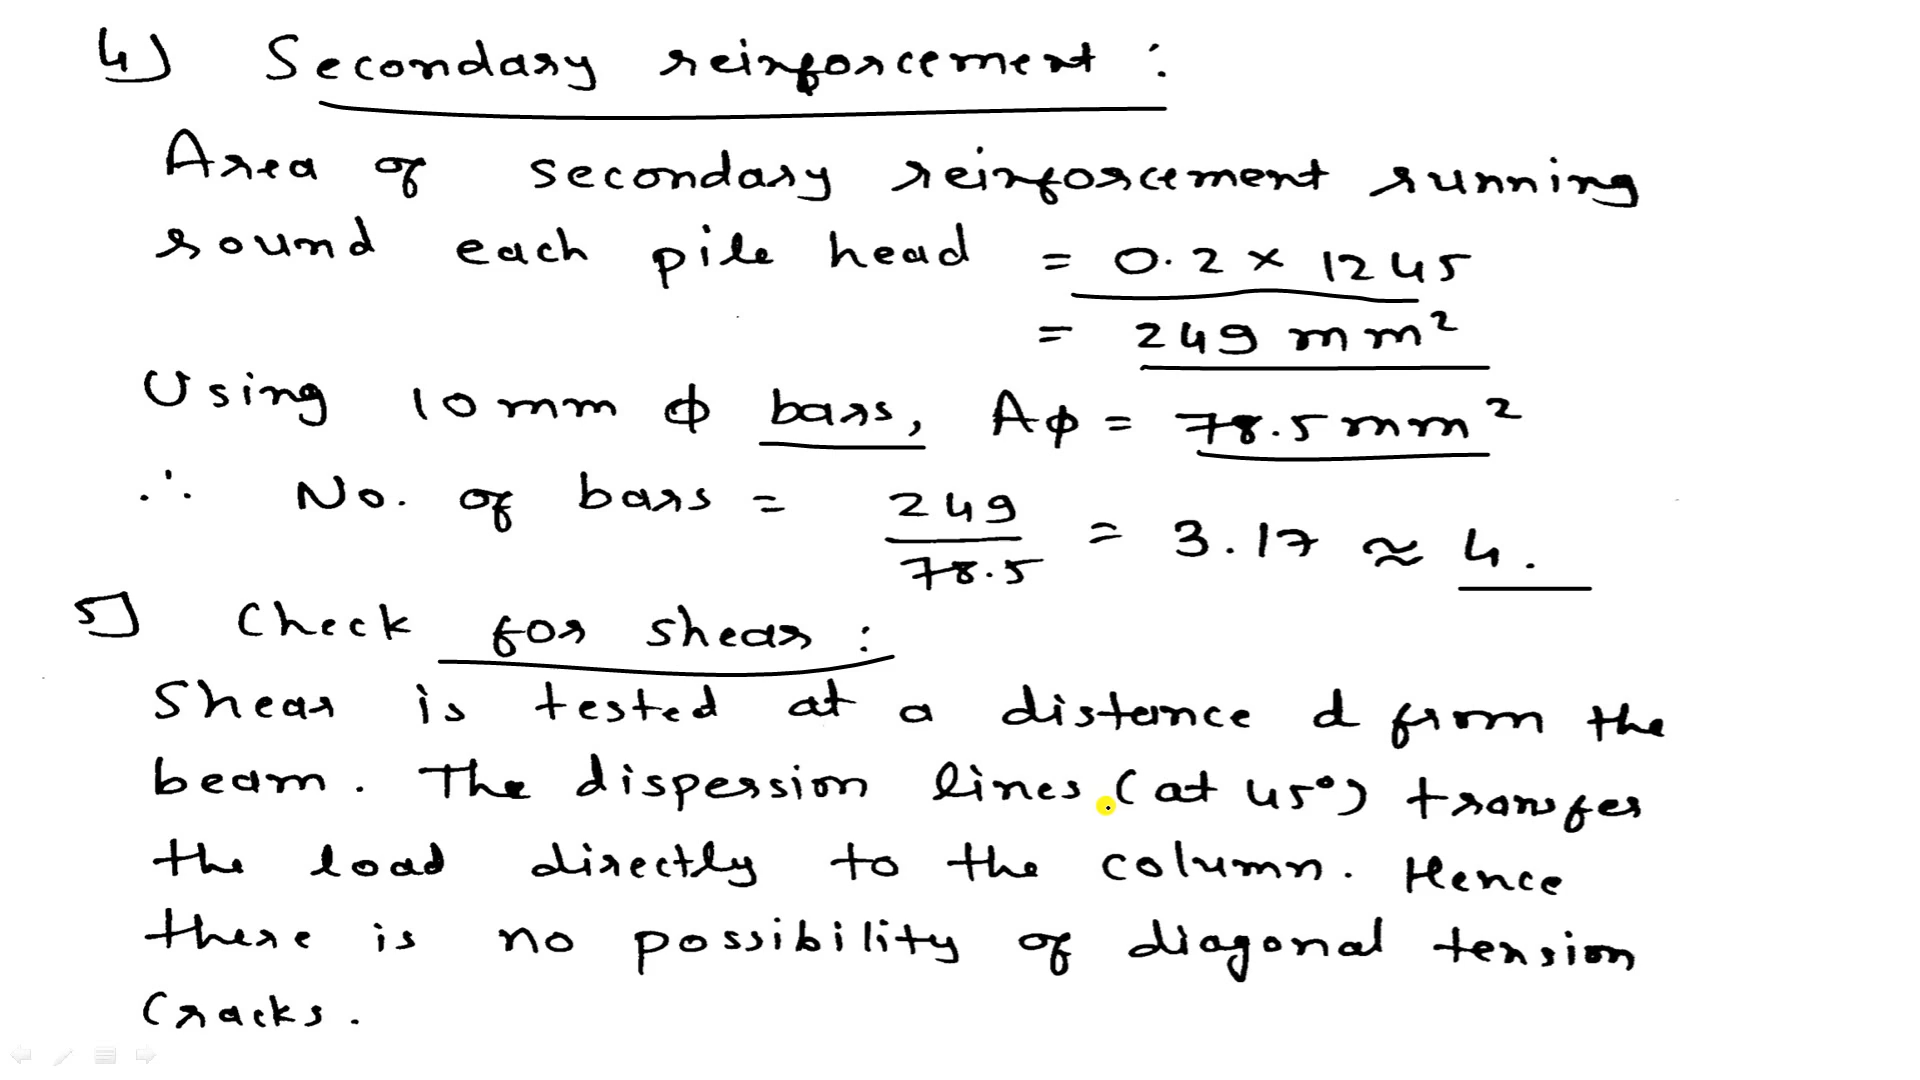 4) Secondary reinforcement :
Area of secondary reinforcement running
round each pile head = 0.2 × 1245
= 249 mm²
Using 10 mm ϕ bars, Aϕ = 78.5 mm²
∴ No. of bars = 249/78.5 = 3.17 ≈ 4.
5) Check for shear :
Shear is tested at a distance d from the
beam. The dispersion lines (at 45°) transfer
the load directly to the column. Hence
there is no possibility of diagonal tension
cracks.